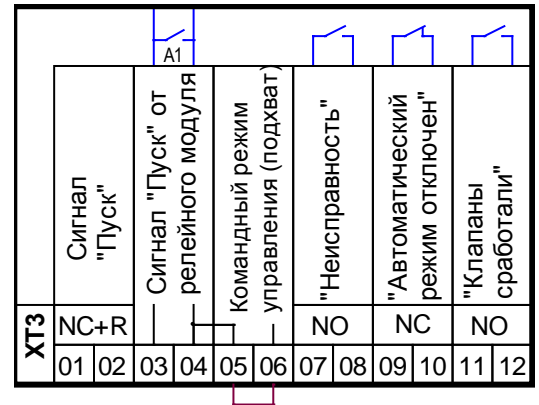 A1
Сигнал
"Пуск"
Сигнал "Пуск" от
релейного модуля
Командный режим
управления (подхват)
"Неисправность"
"Автоматический
режим отключен"
"Клапаны
сработали"
XT3
NC+R
NO
NC
NO
01 02 03 04 05 06 07 08 09 10 11 12